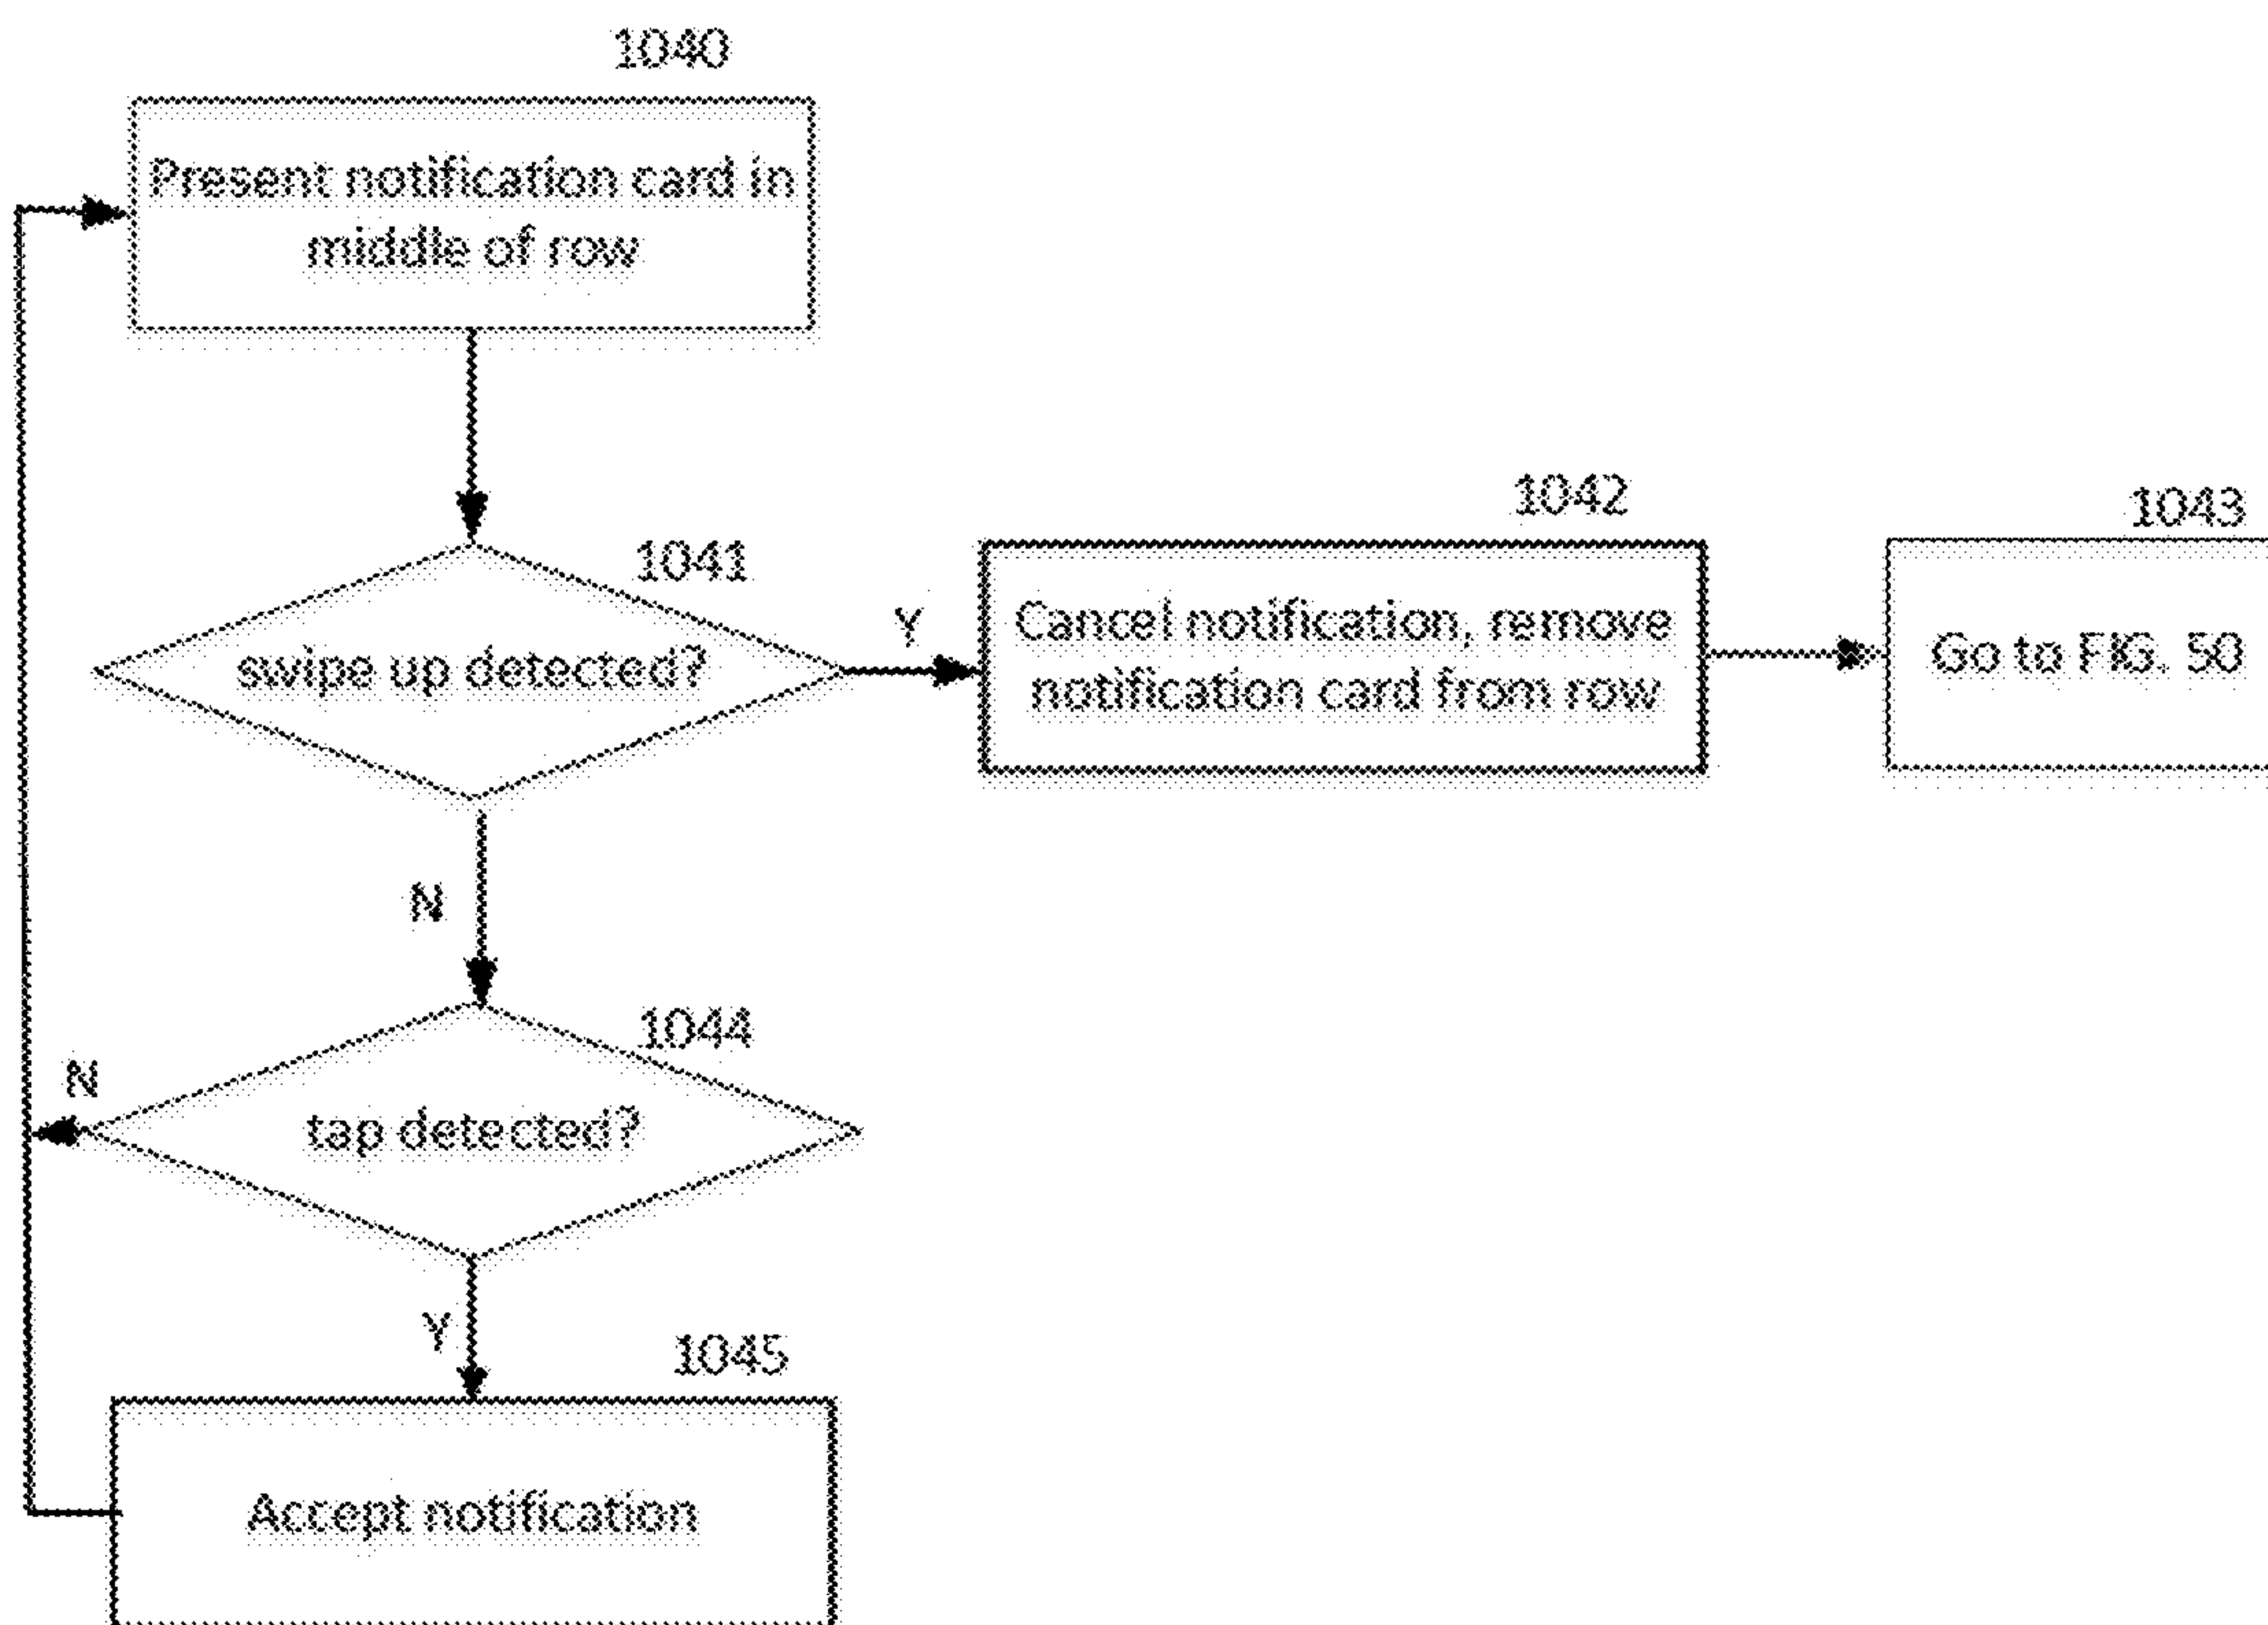 1040
Present notification card in
middle of row
1041
swipe up detected?
Y
1042
Cancel notification, remove
notification card from row
1043
Go to FIG. 50
N
1044
tap detected?
N
Y
1045
Accept notification